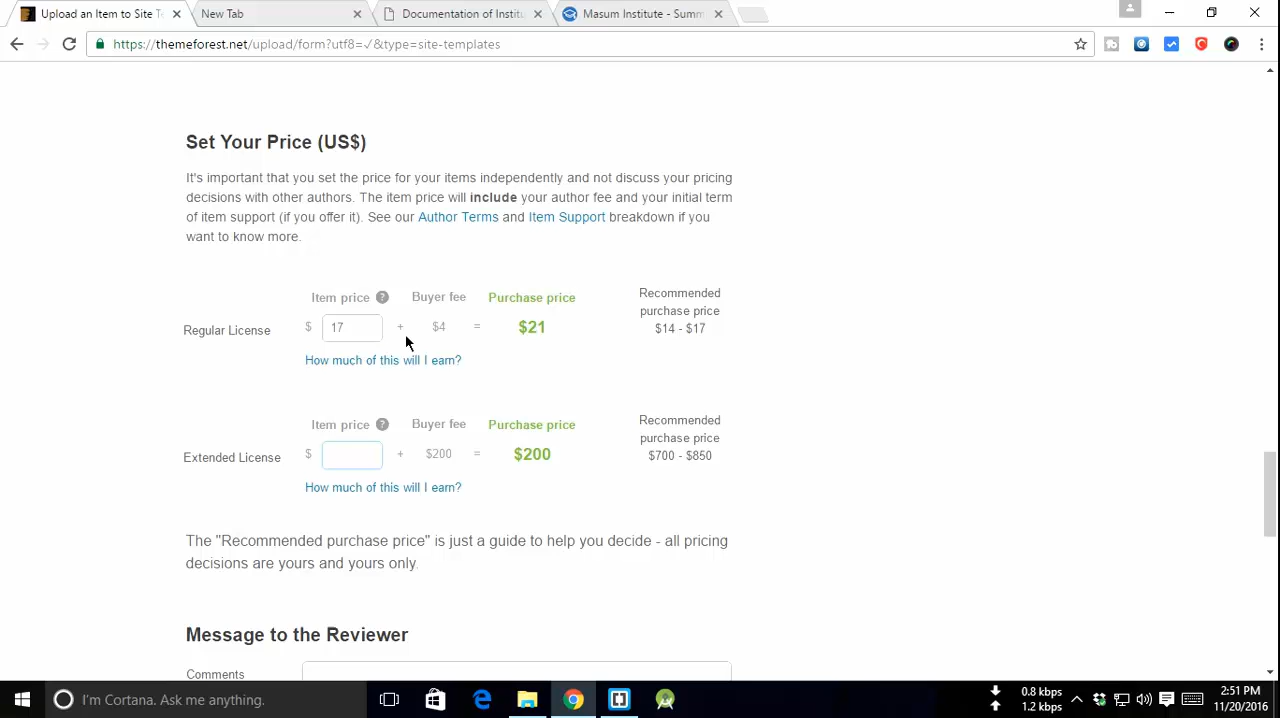 Upload an Item to Site Te
New Tab
Documentation of Institu
Masum Institute - Summ
https://themeforest.net/upload/form?utf8=✓&type=site-templates
Set Your Price (US$)
It's important that you set the price for your items independently and not discuss your pricing
decisions with other authors. The item price will include your author fee and your initial term
of item support (if you offer it). See our Author Terms and Item Support breakdown if you
want to know more.
Item price ? Buyer fee Purchase price
Recommended
purchase price
$14 - $17
Regular License $ 17 + $4 = $21
How much of this will I earn?
Item price ? Buyer fee Purchase price
Recommended
purchase price
$700 - $850
Extended License $ + $200 = $200
How much of this will I earn?
The "Recommended purchase price" is just a guide to help you decide - all pricing
decisions are yours and yours only.
Message to the Reviewer
Comments
I'm Cortana. Ask me anything.
0.8 kbps
1.2 kbps
2:51 PM
11/20/2016